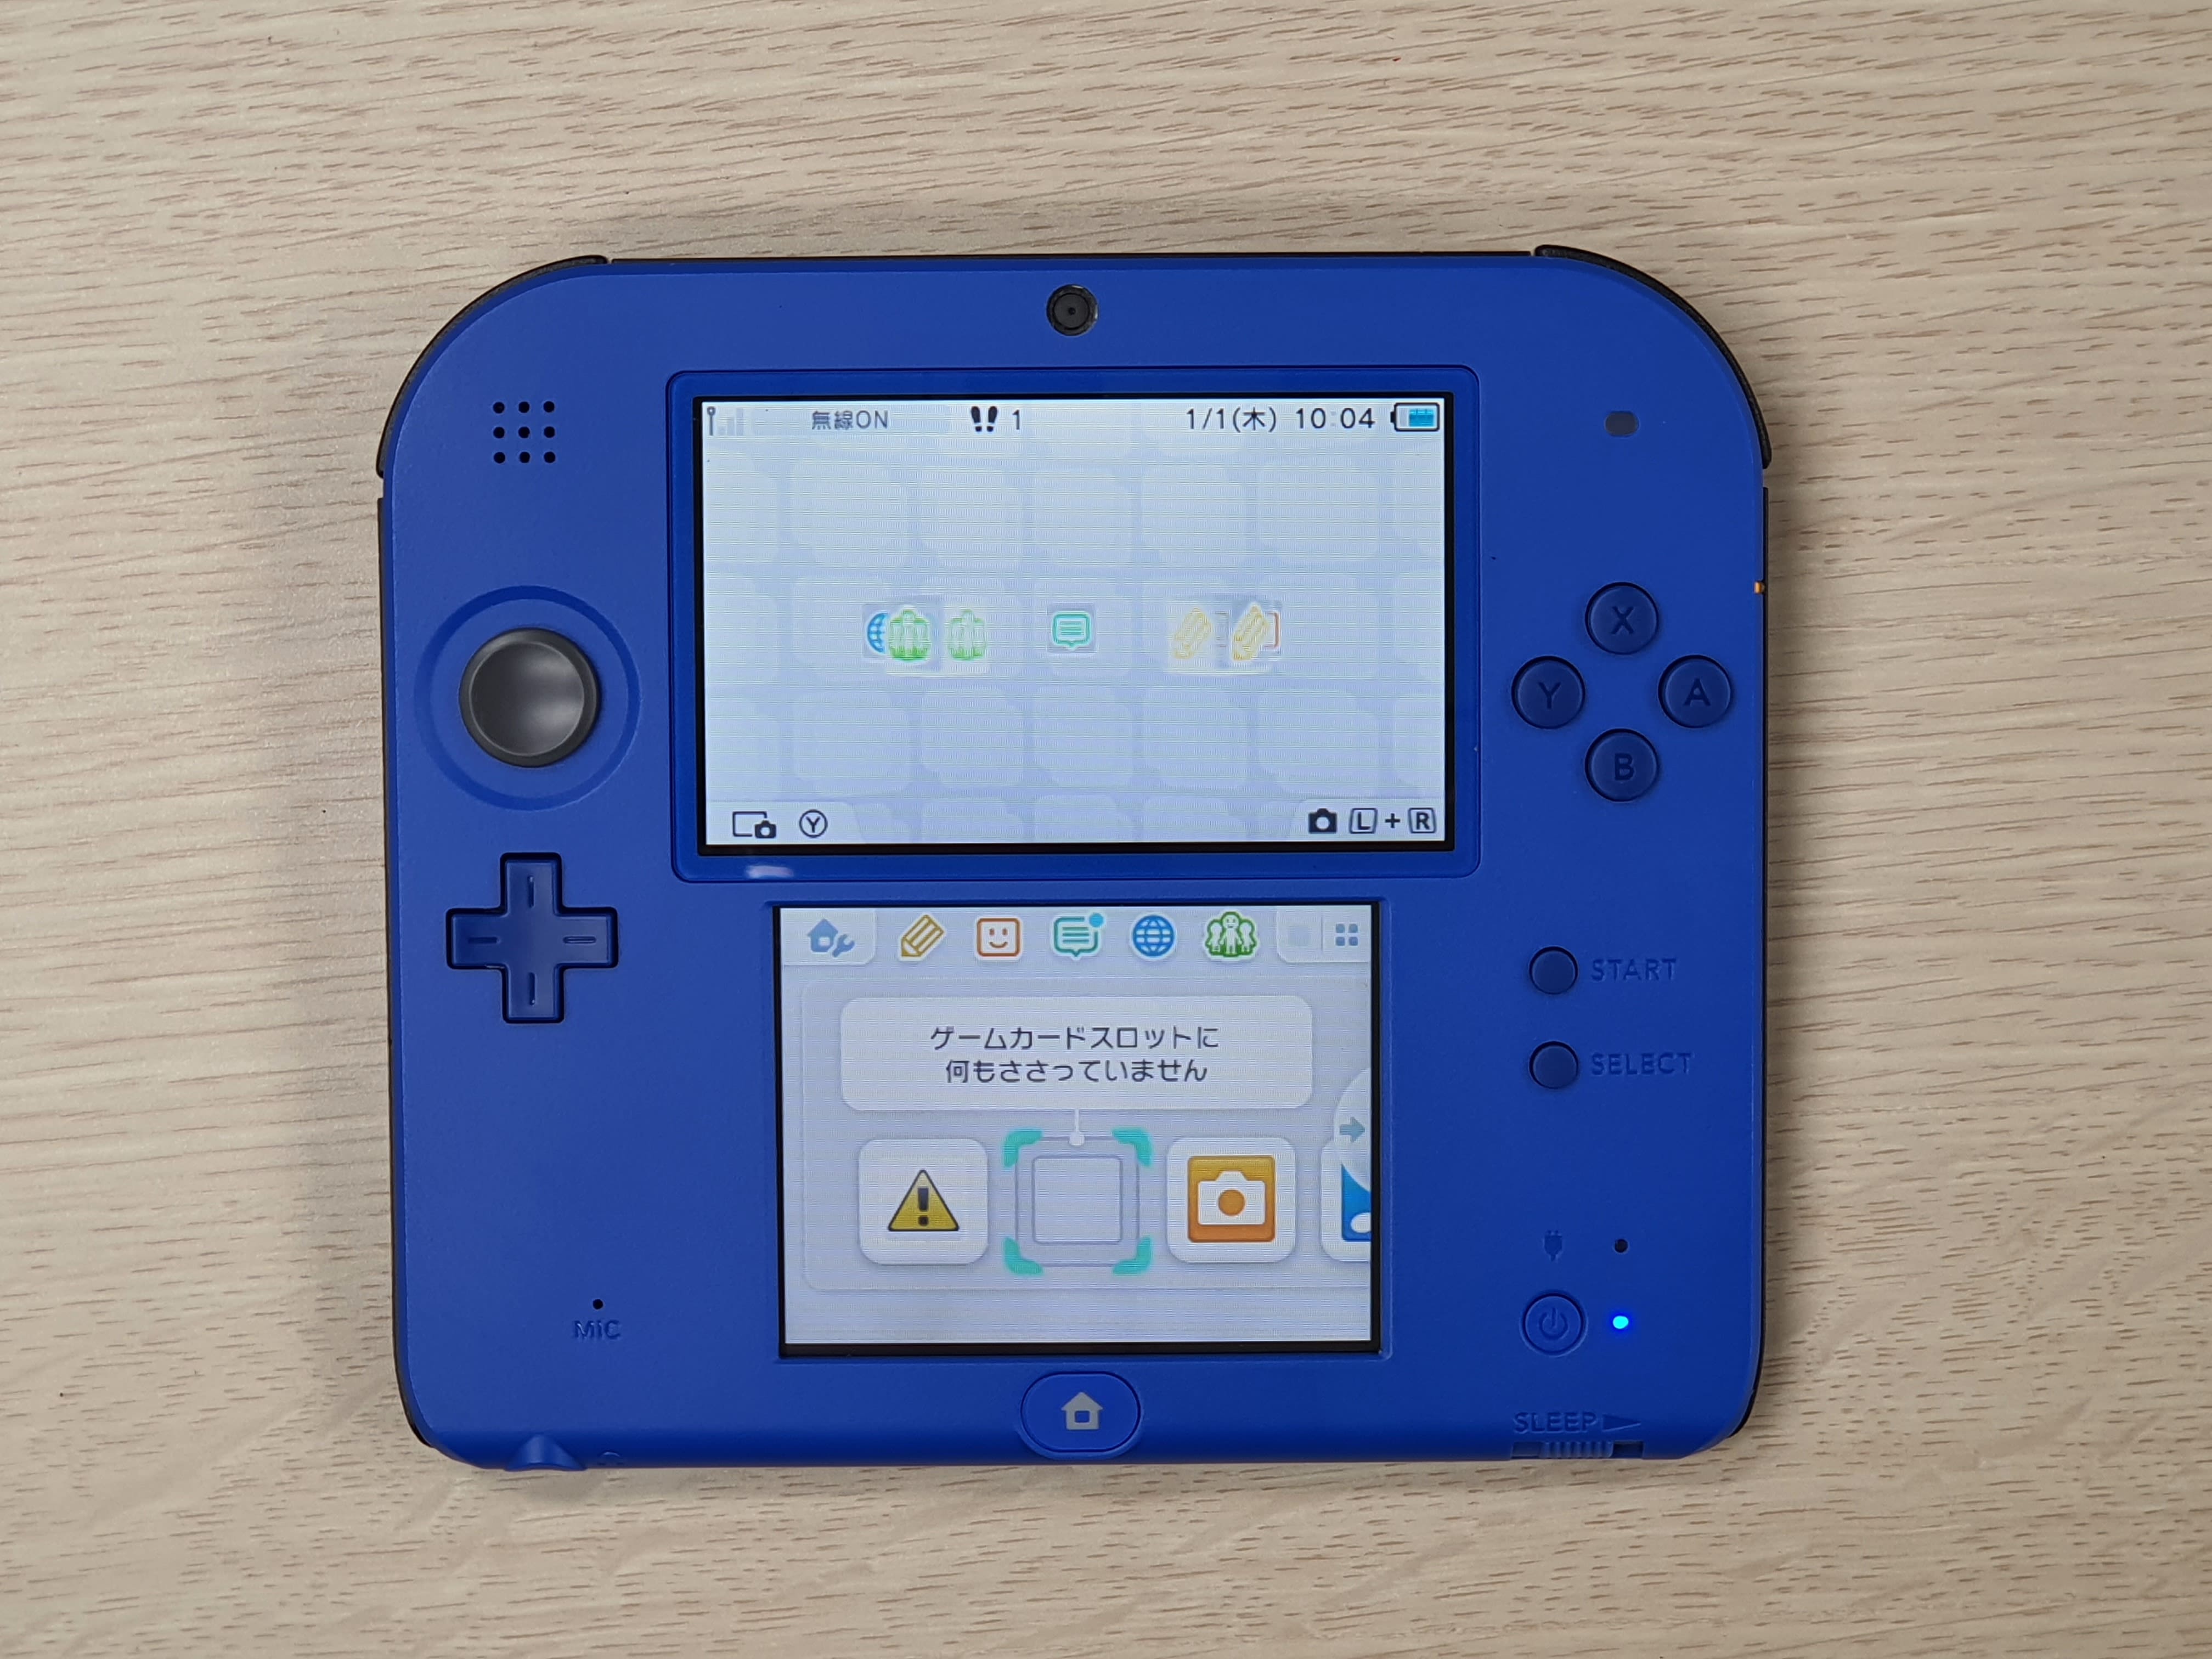 無線ON 1 1/1(木) 10:04
Y L + R
X
Y A
B
ゲームカードスロットに
何もささっていません
START
SELECT
MIC
SLEEP